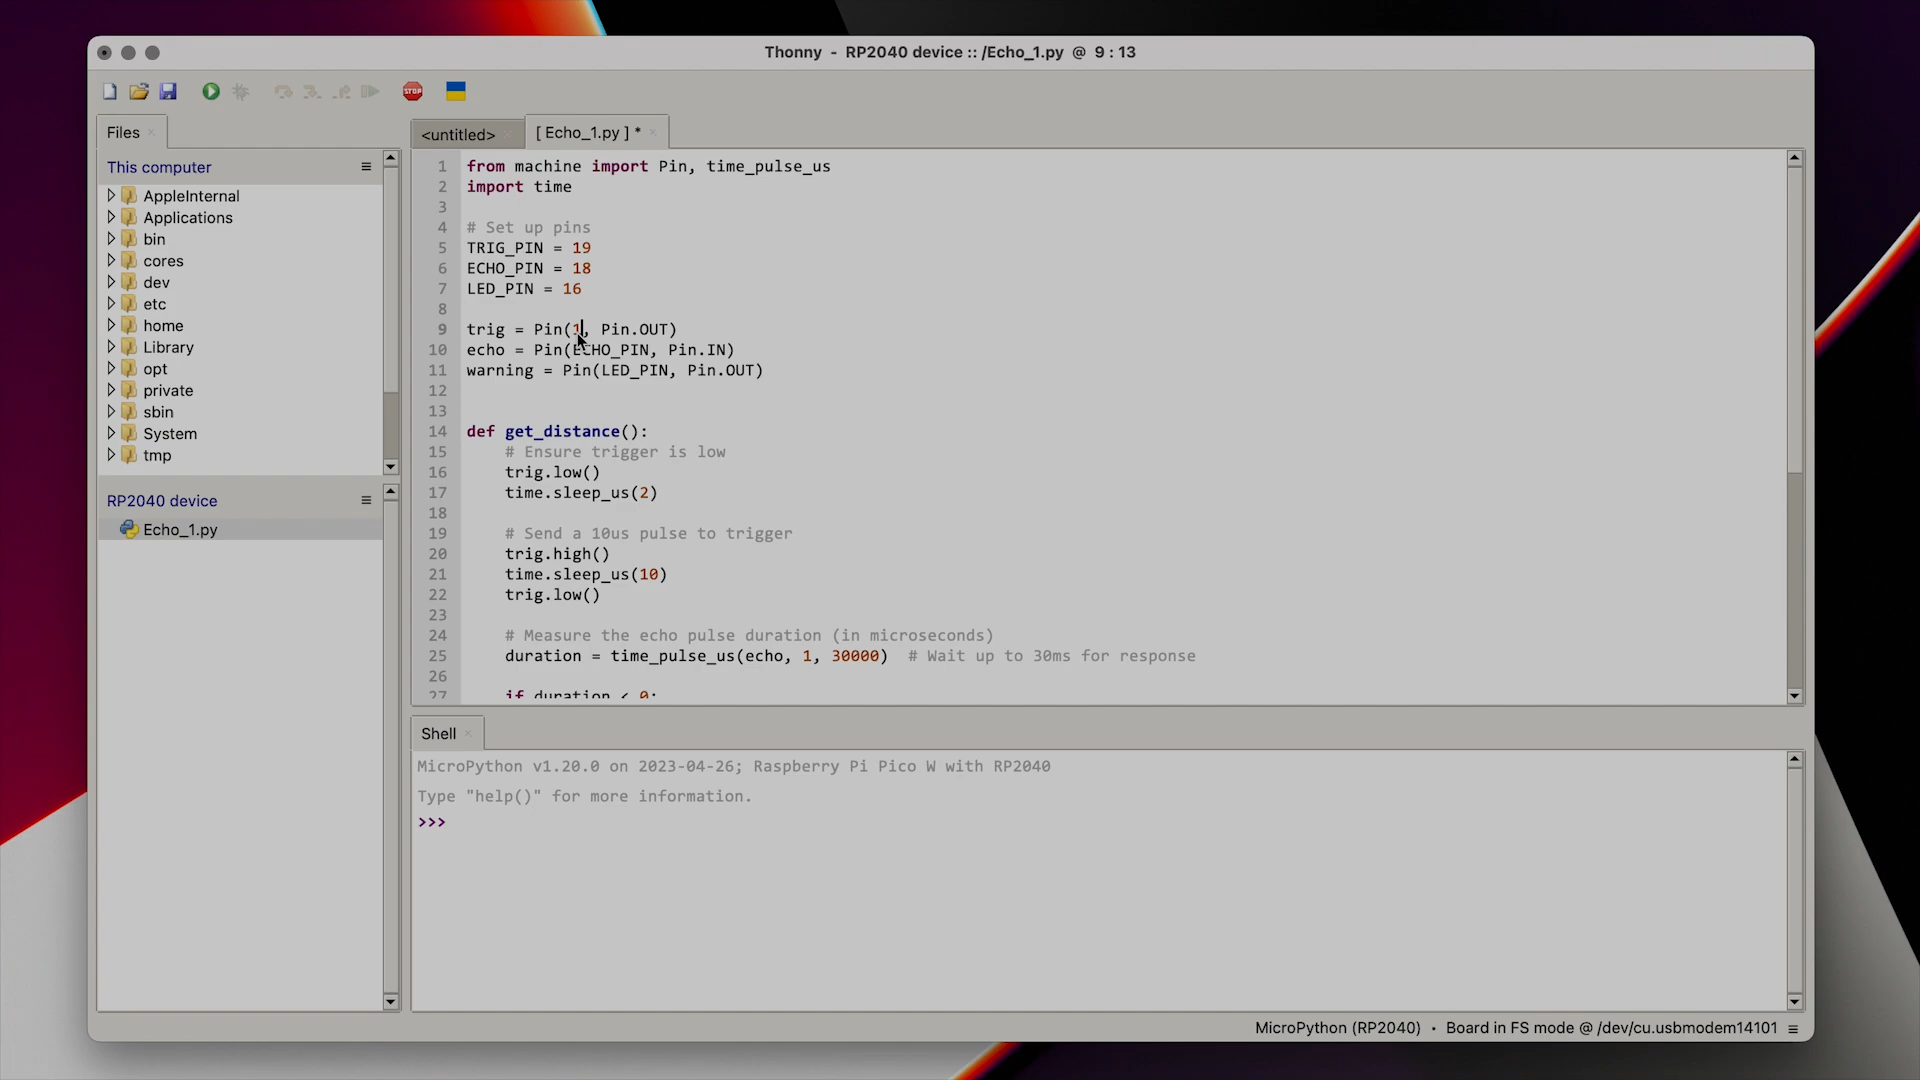 Thonny - RP2040 device :: /Echo_1.py @ 9 : 13
STOP
Files
<untitled>
[ Echo_1.py ] *
This computer
AppleInternal
Applications
bin
cores
dev
etc
home
Library
opt
private
sbin
System
tmp
RP2040 device
Echo_1.py
1 from machine import Pin, time_pulse_us
2 import time
3
4 # Set up pins
5 TRIG_PIN = 19
6 ECHO_PIN = 18
7 LED_PIN = 16
8
9 trig = Pin(1, Pin.OUT)
10 echo = Pin(ECHO_PIN, Pin.IN)
11 warning = Pin(LED_PIN, Pin.OUT)
12
13
14 def get_distance():
15 # Ensure trigger is low
16 trig.low()
17 time.sleep_us(2)
18
19 # Send a 10us pulse to trigger
20 trig.high()
21 time.sleep_us(10)
22 trig.low()
23
24 # Measure the echo pulse duration (in microseconds)
25 duration = time_pulse_us(echo, 1, 30000) # Wait up to 30ms for response
26
27 if duration < 0:
Shell
MicroPython v1.20.0 on 2023-04-26; Raspberry Pi Pico W with RP2040
Type "help()" for more information.
>>>
MicroPython (RP2040) • Board in FS mode @ /dev/cu.usbmodem14101